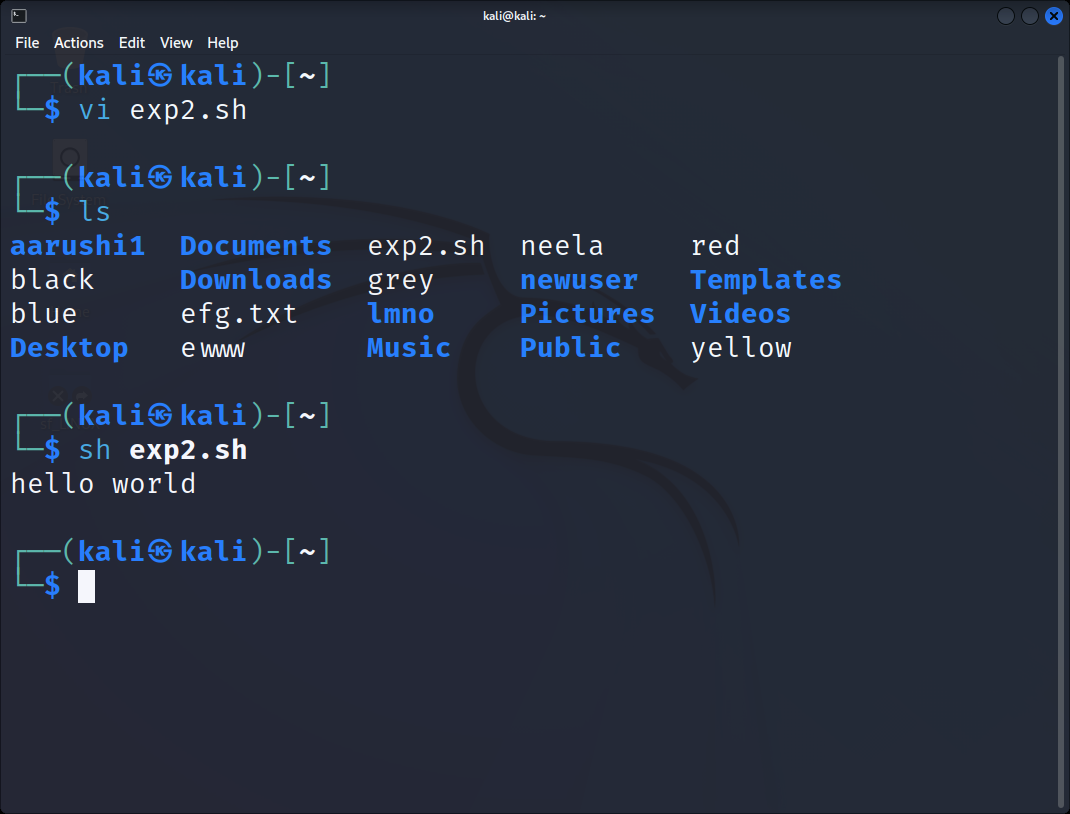 kali@kali: ~
File Actions Edit View Help
┌──(kali㉿kali)-[~]
└─$ vi exp2.sh
┌──(kali㉿kali)-[~]
└─$ ls
aarushi1 Documents exp2.sh neela red
black Downloads grey newuser Templates
blue efg.txt lmno Pictures Videos
Desktop ewww Music Public yellow
┌──(kali㉿kali)-[~]
└─$ sh exp2.sh
hello world
┌──(kali㉿kali)-[~]
└─$